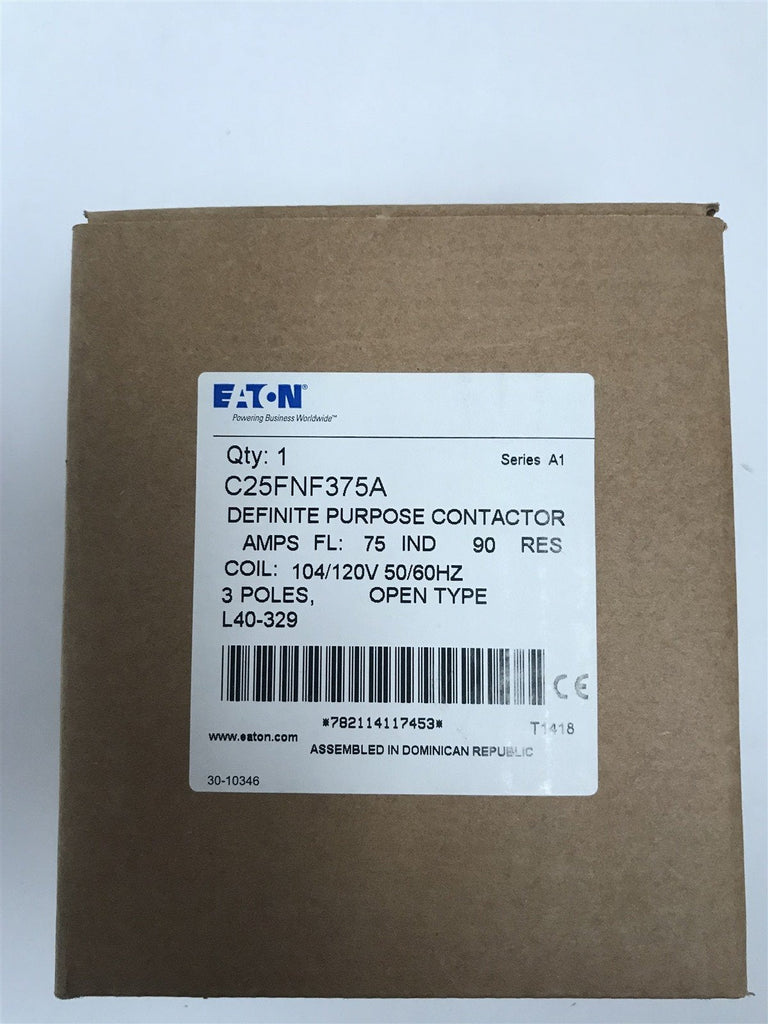 EATON®
Powering Business Worldwide™
Qty: 1 Series A1
C25FNF375A
DEFINITE PURPOSE CONTACTOR
AMPS FL: 75 IND 90 RES
COIL: 104/120V 50/60HZ
3 POLES, OPEN TYPE
L40-329
CE
*782114117453* T1418
www.eaton.com
ASSEMBLED IN DOMINICAN REPUBLIC
30-10346